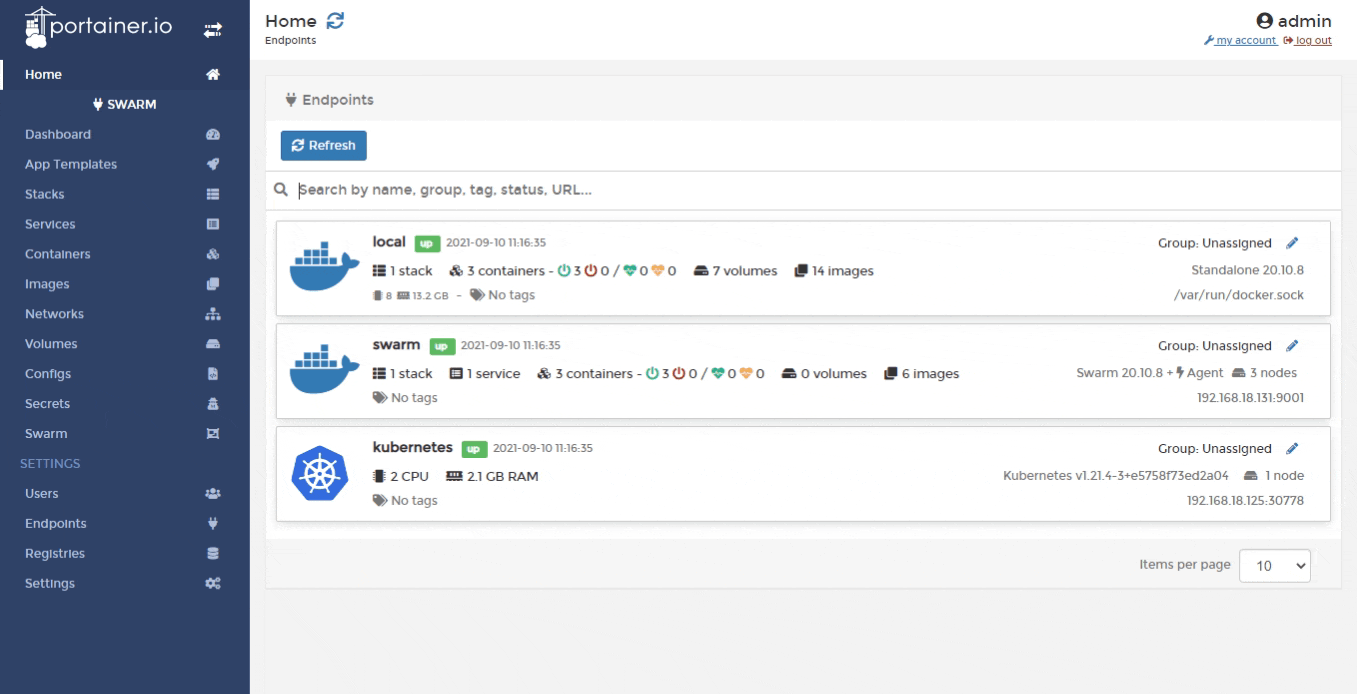 portainer.io
Home
SWARM
Dashboard
App Templates
Stacks
Services
Containers
Images
Networks
Volumes
Configs
Secrets
Swarm
SETTINGS
Users
Endpoints
Registries
Settings
Home
Endpoints
admin
my account log out
Endpoints
Refresh
Search by name, group, tag, status, URL...
local up 2021-09-10 11:16:35 Group: Unassigned
1 stack 3 containers - 3 0 / 0 0 7 volumes 14 images Standalone 20.10.8
8 13.2 GB - No tags /var/run/docker.sock
swarm up 2021-09-10 11:16:35 Group: Unassigned
1 stack 1 service 3 containers - 3 0 / 0 0 0 volumes 6 images Swarm 20.10.8 + Agent 3 nodes
No tags 192.168.18.131:9001
kubernetes up 2021-09-10 11:16:35 Group: Unassigned
2 CPU 2.1 GB RAM Kubernetes v1.21.4-3+e5758f73ed2a04 1 node
No tags 192.168.18.125:30778
Items per page 10